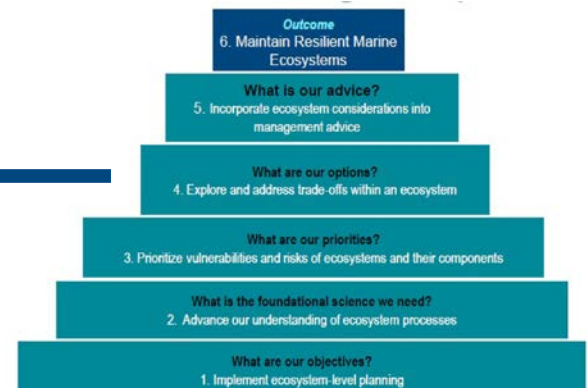 Outcome
6. Maintain Resilient Marine
Ecosystems
What is our advice?
5. Incorporate ecosystem considerations into
management advice
What are our options?
4. Explore and address trade-offs within an ecosystem
What are our priorities?
3. Prioritize vulnerabilities and risks of ecosystems and their components
What is the foundational science we need?
2. Advance our understanding of ecosystem processes
What are our objectives?
1. Implement ecosystem-level planning